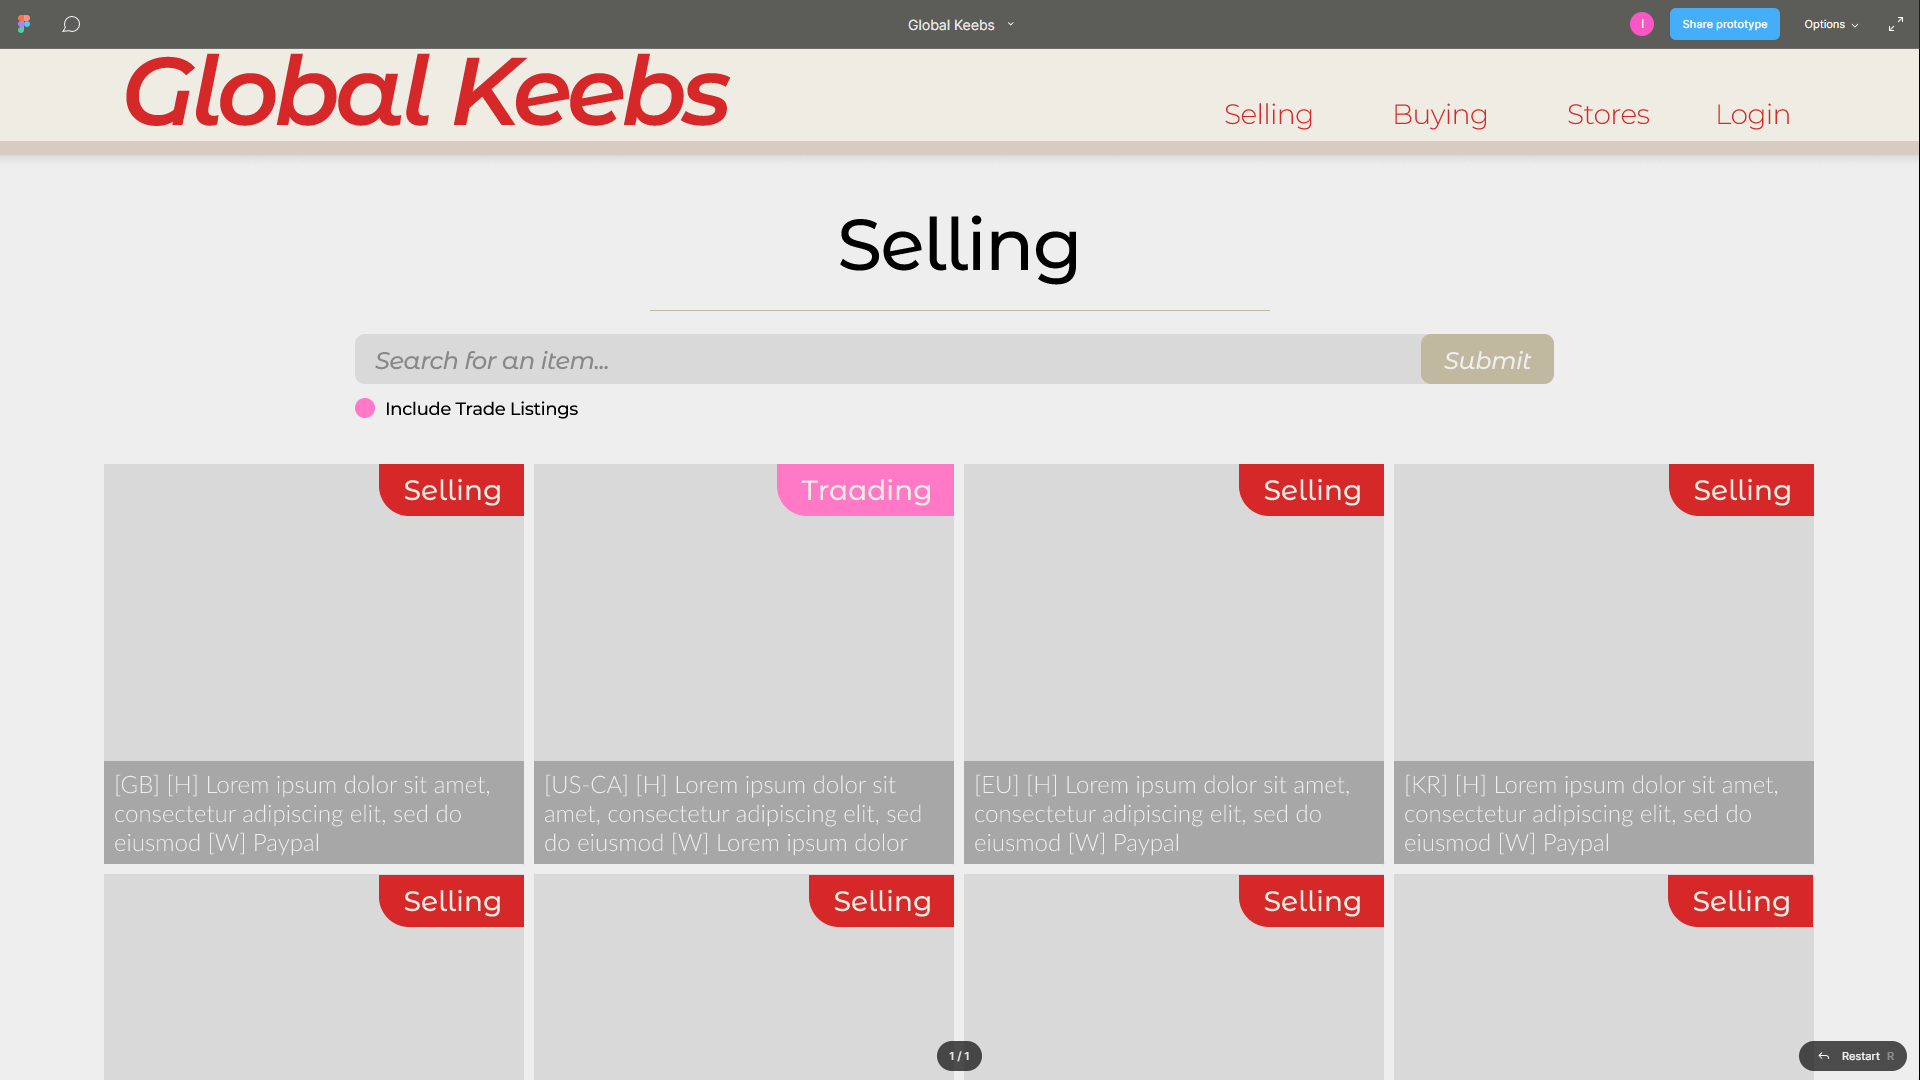 Global Keebs
I
Share prototype
Options
Global Keebs
Selling
Buying
Stores
Login
Selling
Search for an item...
Submit
Include Trade Listings
Selling
[GB] [H] Lorem ipsum dolor sit amet,
consectetur adipiscing elit, sed do
eiusmod [W] Paypal
Traading
[US-CA] [H] Lorem ipsum dolor sit
amet, consectetur adipiscing elit, sed
do eiusmod [W] Lorem ipsum dolor
Selling
[EU] [H] Lorem ipsum dolor sit amet,
consectetur adipiscing elit, sed do
eiusmod [W] Paypal
Selling
[KR] [H] Lorem ipsum dolor sit amet,
consectetur adipiscing elit, sed do
eiusmod [W] Paypal
Selling
Selling
Selling
Selling
1 / 1
Restart R